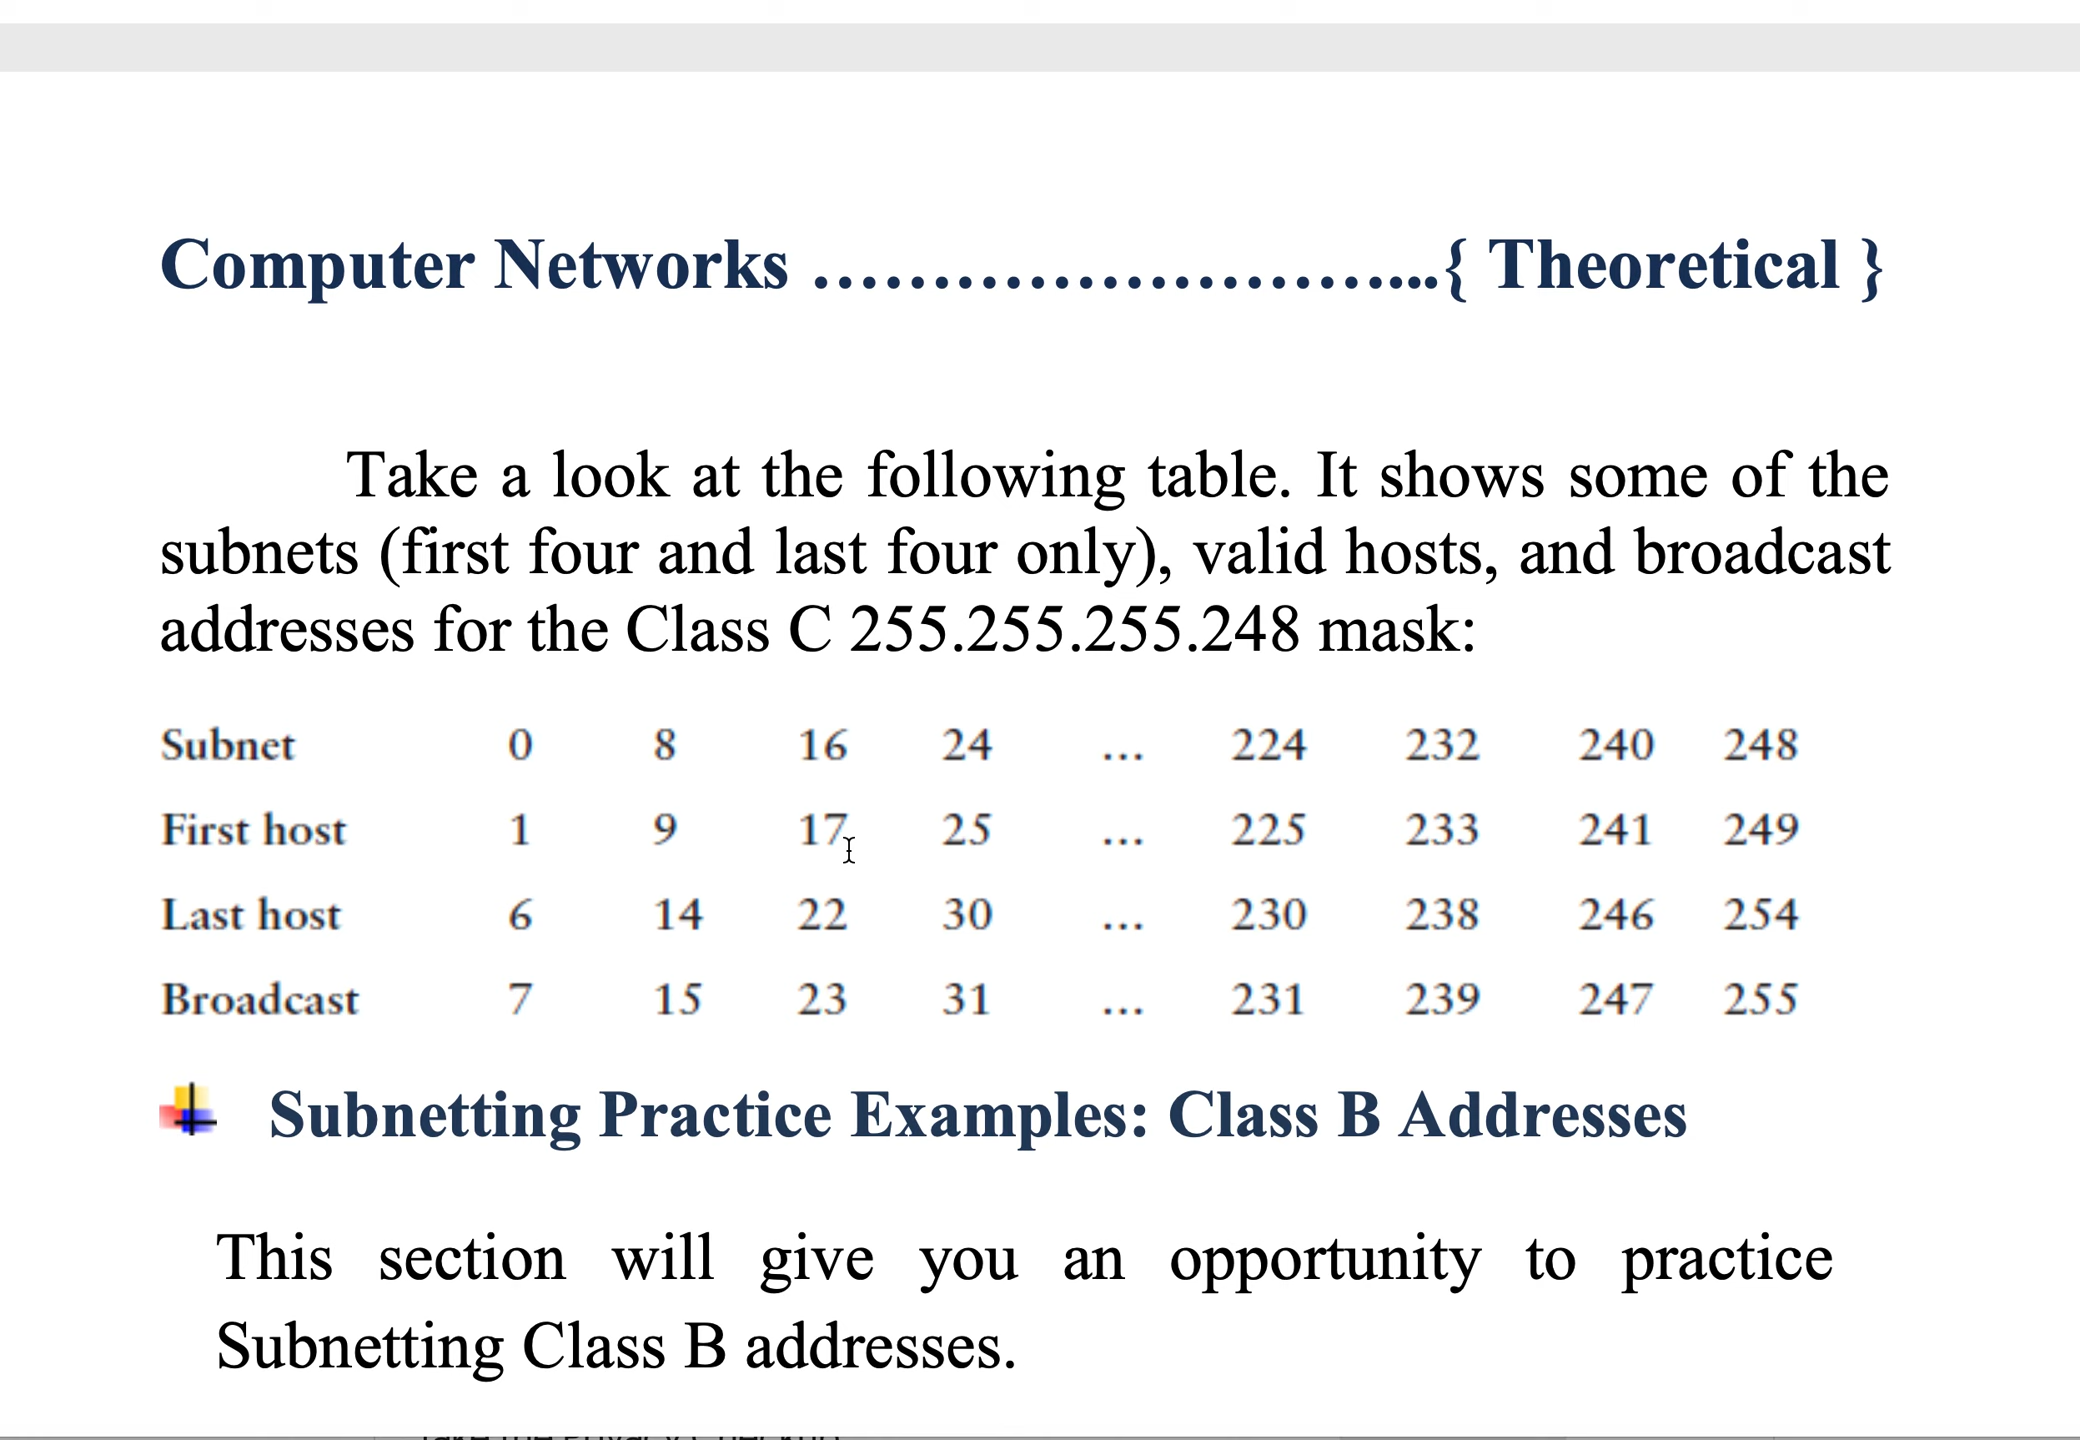 Computer Networks ………………………...{ Theoretical }
Take a look at the following table. It shows some of the
subnets (first four and last four only), valid hosts, and broadcast
addresses for the Class C 255.255.255.248 mask:
Subnet 0 8 16 24 ... 224 232 240 248
First host 1 9 17 25 ... 225 233 241 249
Last host 6 14 22 30 ... 230 238 246 254
Broadcast 7 15 23 31 ... 231 239 247 255
Subnetting Practice Examples: Class B Addresses
This section will give you an opportunity to practice
Subnetting Class B addresses.